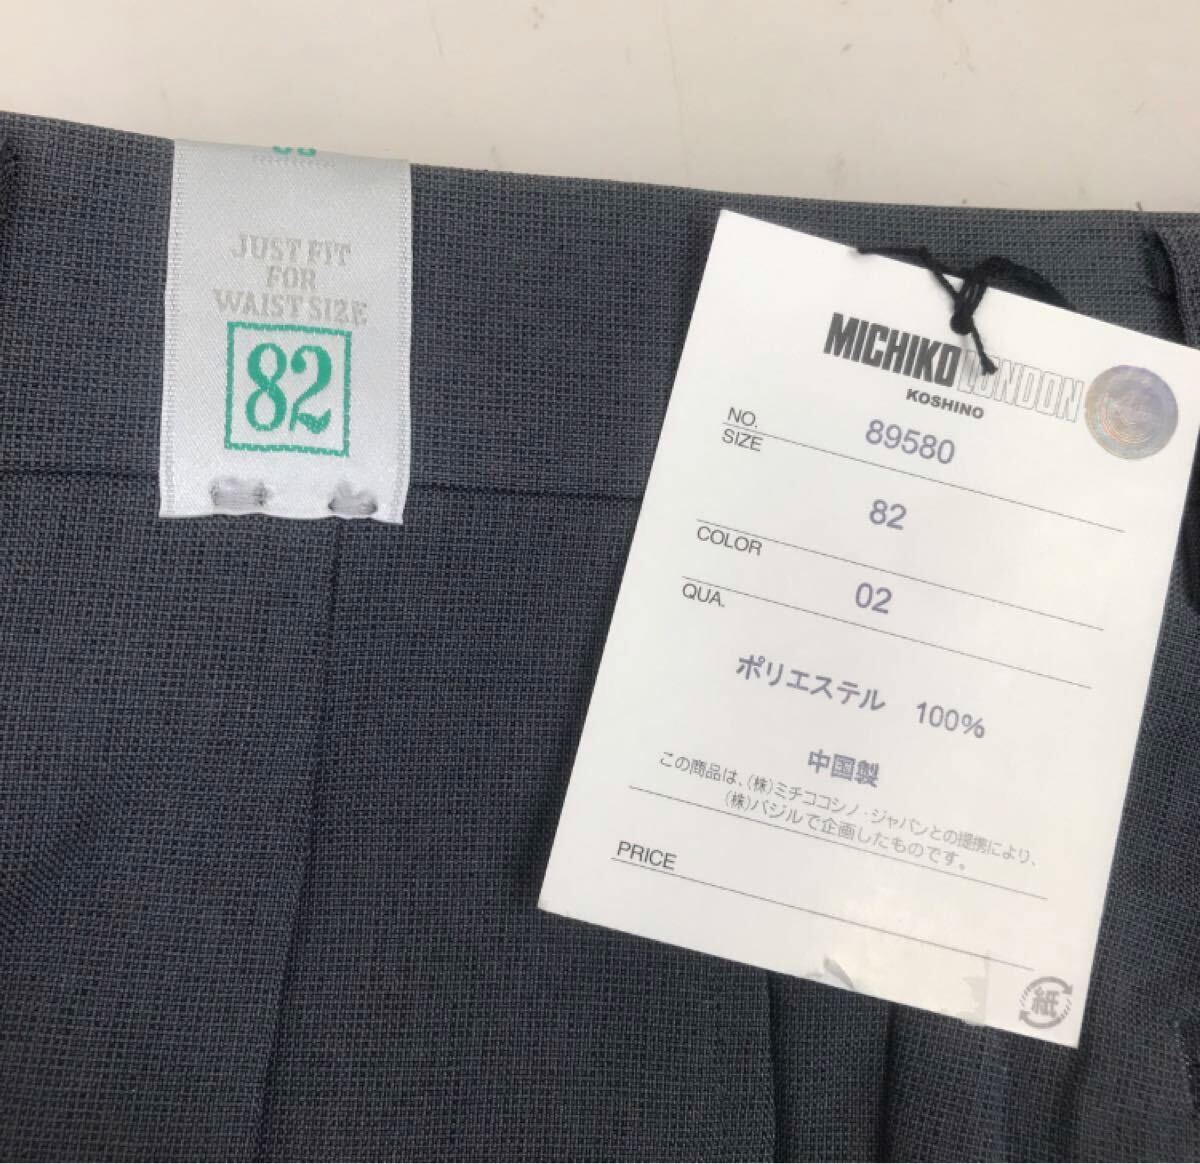 JUST FIT
FOR
WAIST SIZE
82
MICHIKO LONDON
KOSHINO
NO. 89580
SIZE
82
COLOR
02
QUA.
ポリエステル 100%
中国製
この商品は、(株)ミチココシノ・ジャパンとの提携により、
(株)バジルで企画したものです。
PRICE
紙